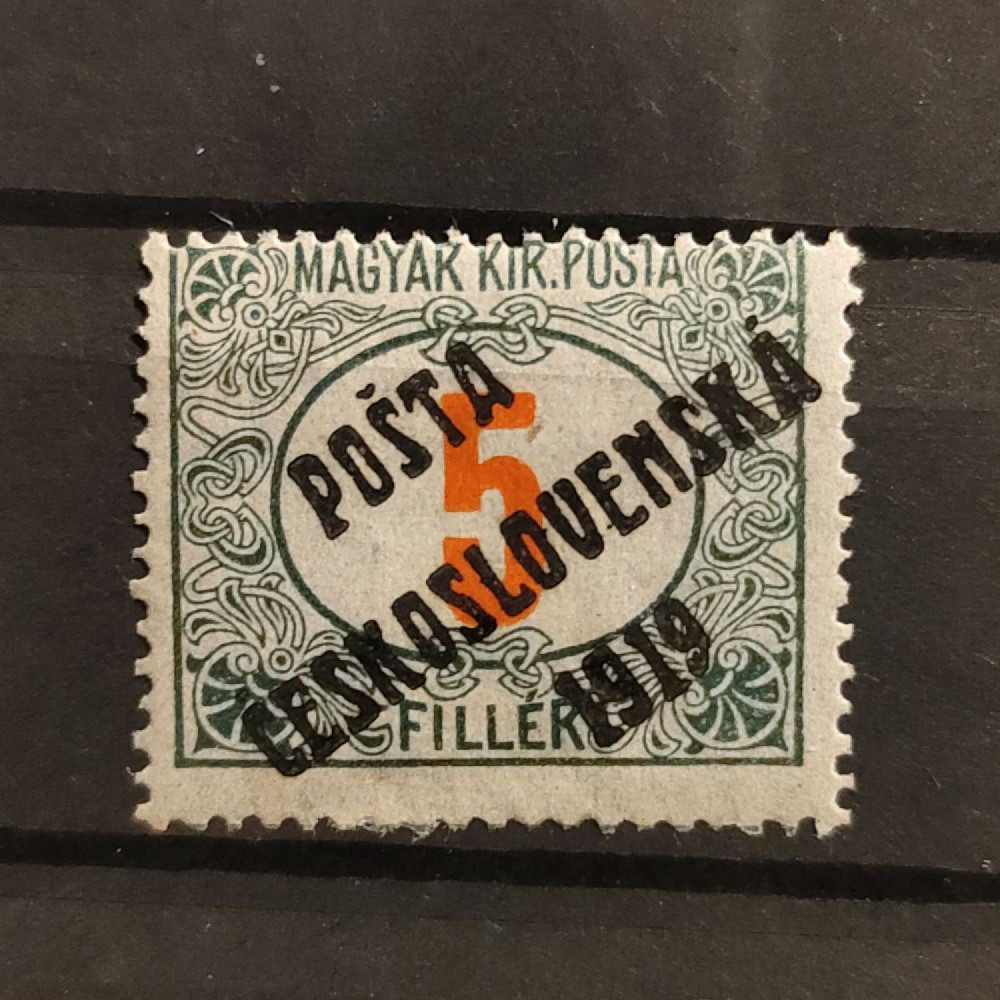 MAGYAR KIR. POSTA
POŠTA
5
ČESKOSLOVENSKÁ
1919
FILLÉR